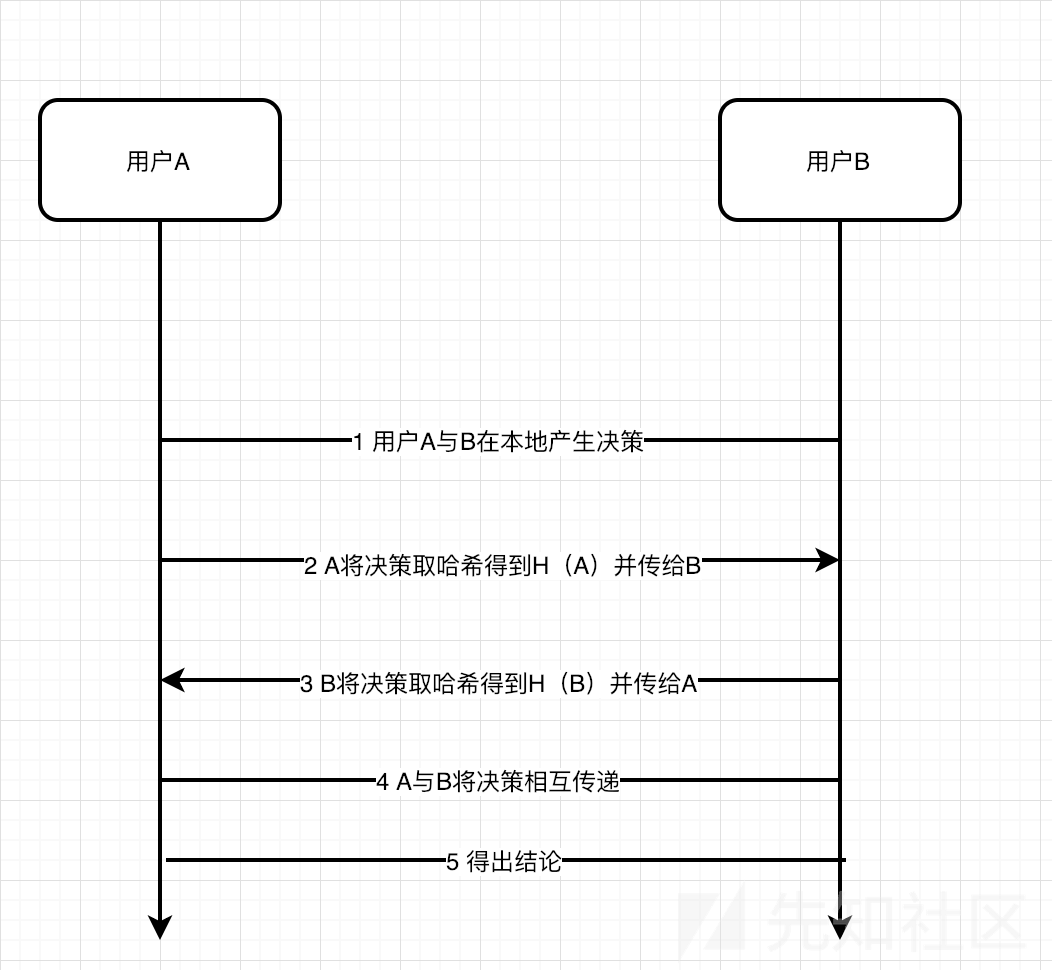 用户A
用户B
1 用户A与B在本地产生决策
2 A将决策取哈希得到H（A）并传给B
3 B将决策取哈希得到H（B）并传给A
4 A与B将决策相互传递
5 得出结论
先知社区